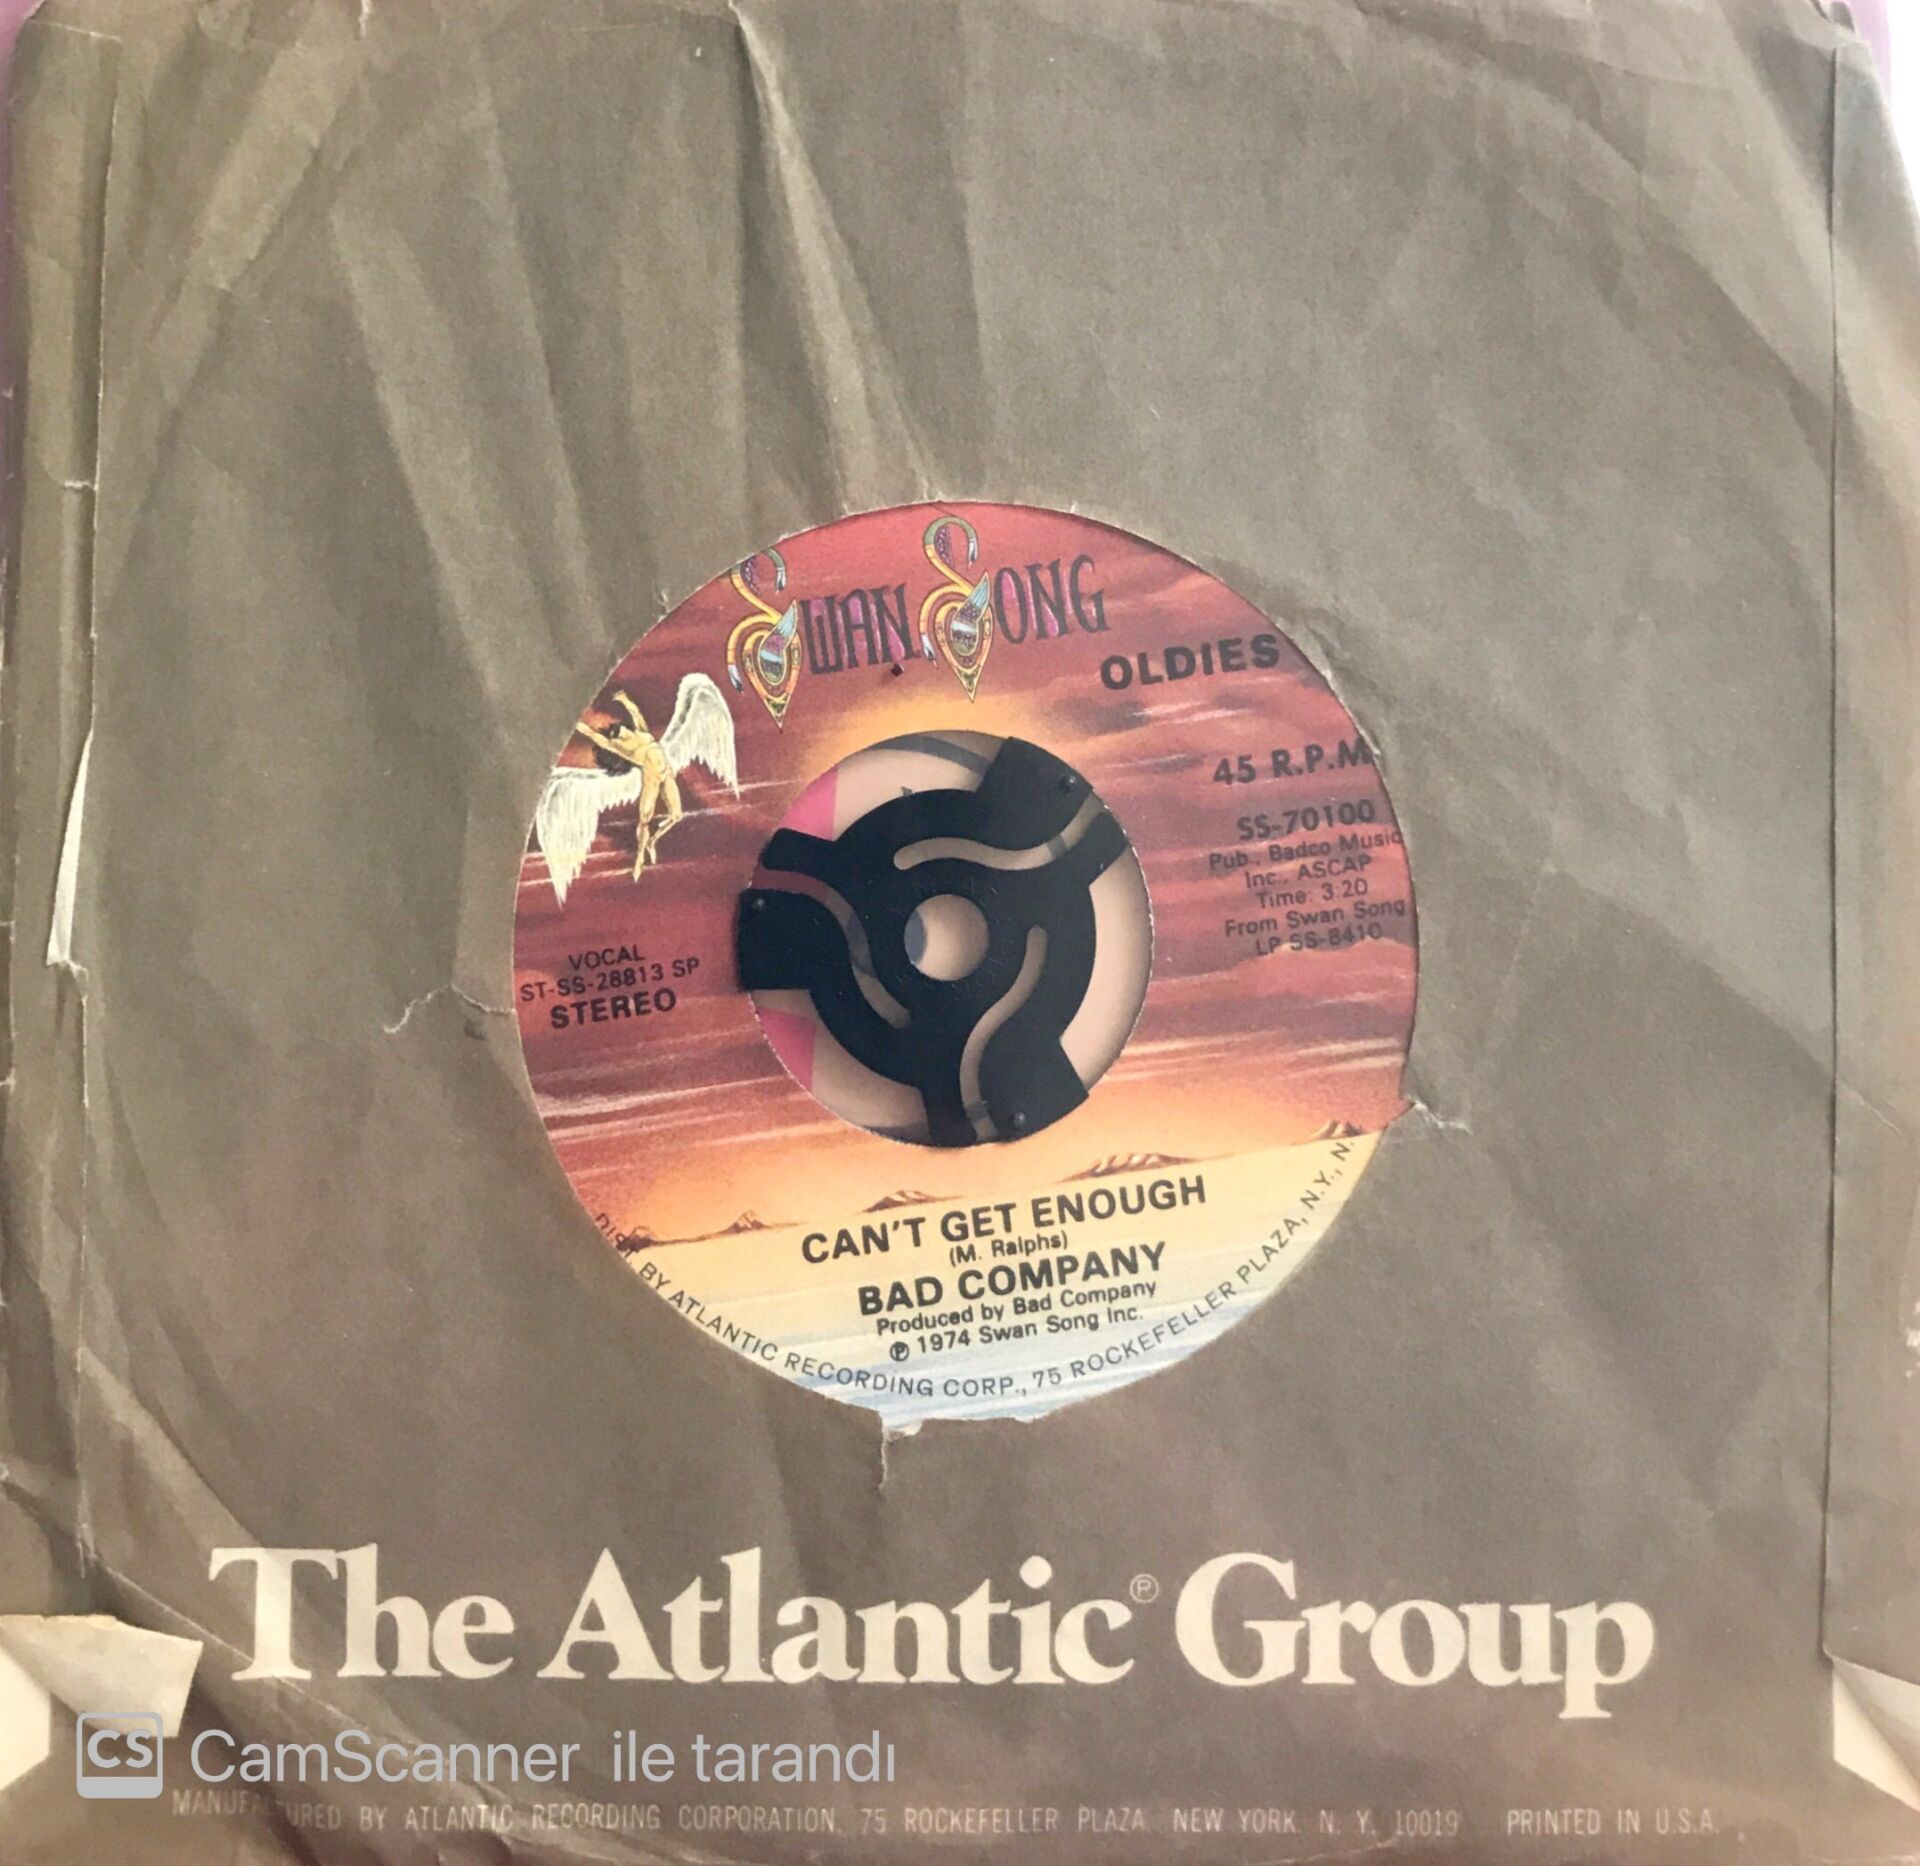 SWAN SONG
OLDIES
45 R.P.M
SS-70100
Pub., Badco Music
Inc., ASCAP
Time: 3:20
From Swan Song
LP SS-8410
VOCAL
ST-SS-28813 SP
STEREO
CAN'T GET ENOUGH
(M. Ralphs)
BAD COMPANY
Produced by Bad Company
℗ 1974 Swan Song Inc.
DIST. BY ATLANTIC RECORDING CORP., 75 ROCKEFELLER PLAZA, N.Y., N.
The Atlantic® Group
CS CamScanner ile tarandı
MANUFACTURED BY ATLANTIC RECORDING CORPORATION, 75 ROCKEFELLER PLAZA, NEW YORK, N. Y. 10019 PRINTED IN U.S.A.